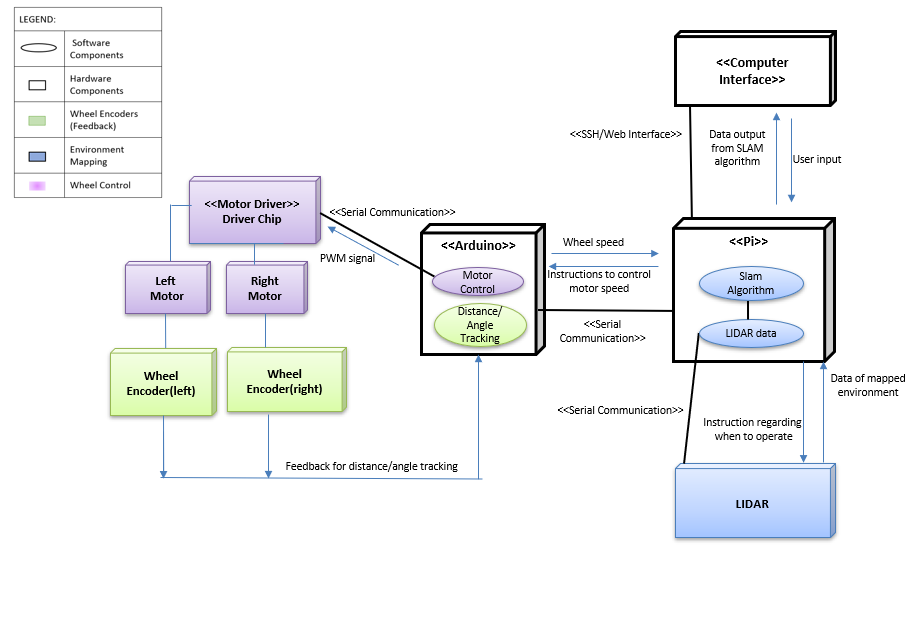 LEGEND:
Software
Components
Hardware
Components
Wheel Encoders
(Feedback)
Environment
Mapping
Wheel Control
<<Computer
Interface>>
<<SSH/Web Interface>>
Data output
from SLAM
algorithm
User input
<<Motor Driver>>
Driver Chip
<<Serial Communication>>
PWM signal
Left
Motor
Right
Motor
Wheel
Encoder(left)
Wheel
Encoder(right)
Feedback for distance/angle tracking
<<Arduino>>
Motor
Control
Distance/
Angle
Tracking
Wheel speed
Instructions to control
motor speed
<<Serial
Communication>>
<<Pi>>
Slam
Algorithm
LIDAR data
<<Serial Communication>>
Instruction regarding
when to operate
Data of mapped
environment
LIDAR